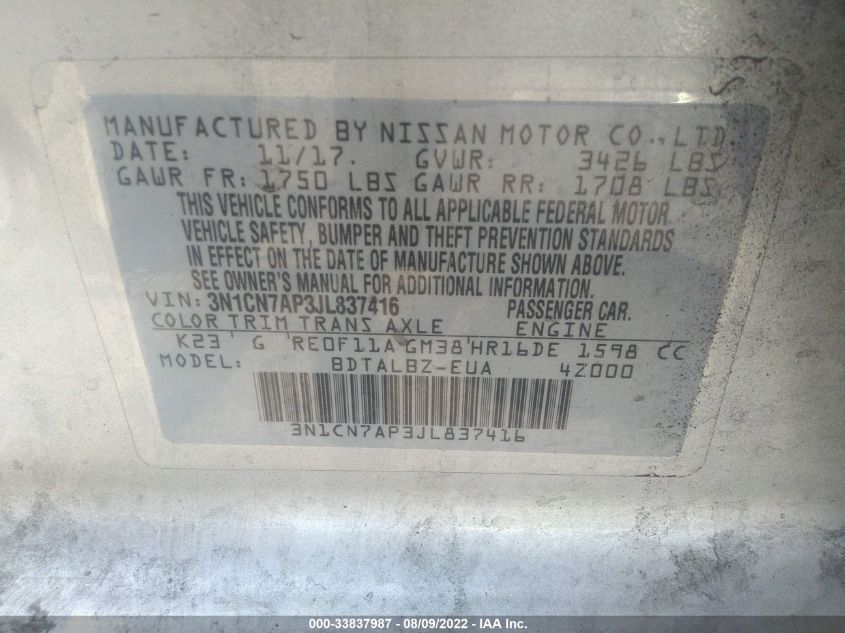 MANUFACTURED BY NISSAN MOTOR CO., LTD.
DATE: 11/17. GVWR: 3426 LBS
GAWR FR: 1750 LBS GAWR RR: 1708 LBS
THIS VEHICLE CONFORMS TO ALL APPLICABLE FEDERAL MOTOR
VEHICLE SAFETY, BUMPER AND THEFT PREVENTION STANDARDS
IN EFFECT ON THE DATE OF MANUFACTURE SHOWN ABOVE.
SEE OWNER'S MANUAL FOR ADDITIONAL INFORMATION.
VIN: 3N1CN7AP3JL837416 PASSENGER CAR.
COLOR TRIM TRANS AXLE ENGINE
K23 G RE0F11A GM38 HR16DE 1598 CC
MODEL: BDTALBZ-EUA 4Z000
3N1CN7AP3JL837416
000-33837987 - 08/09/2022 - IAA Inc.